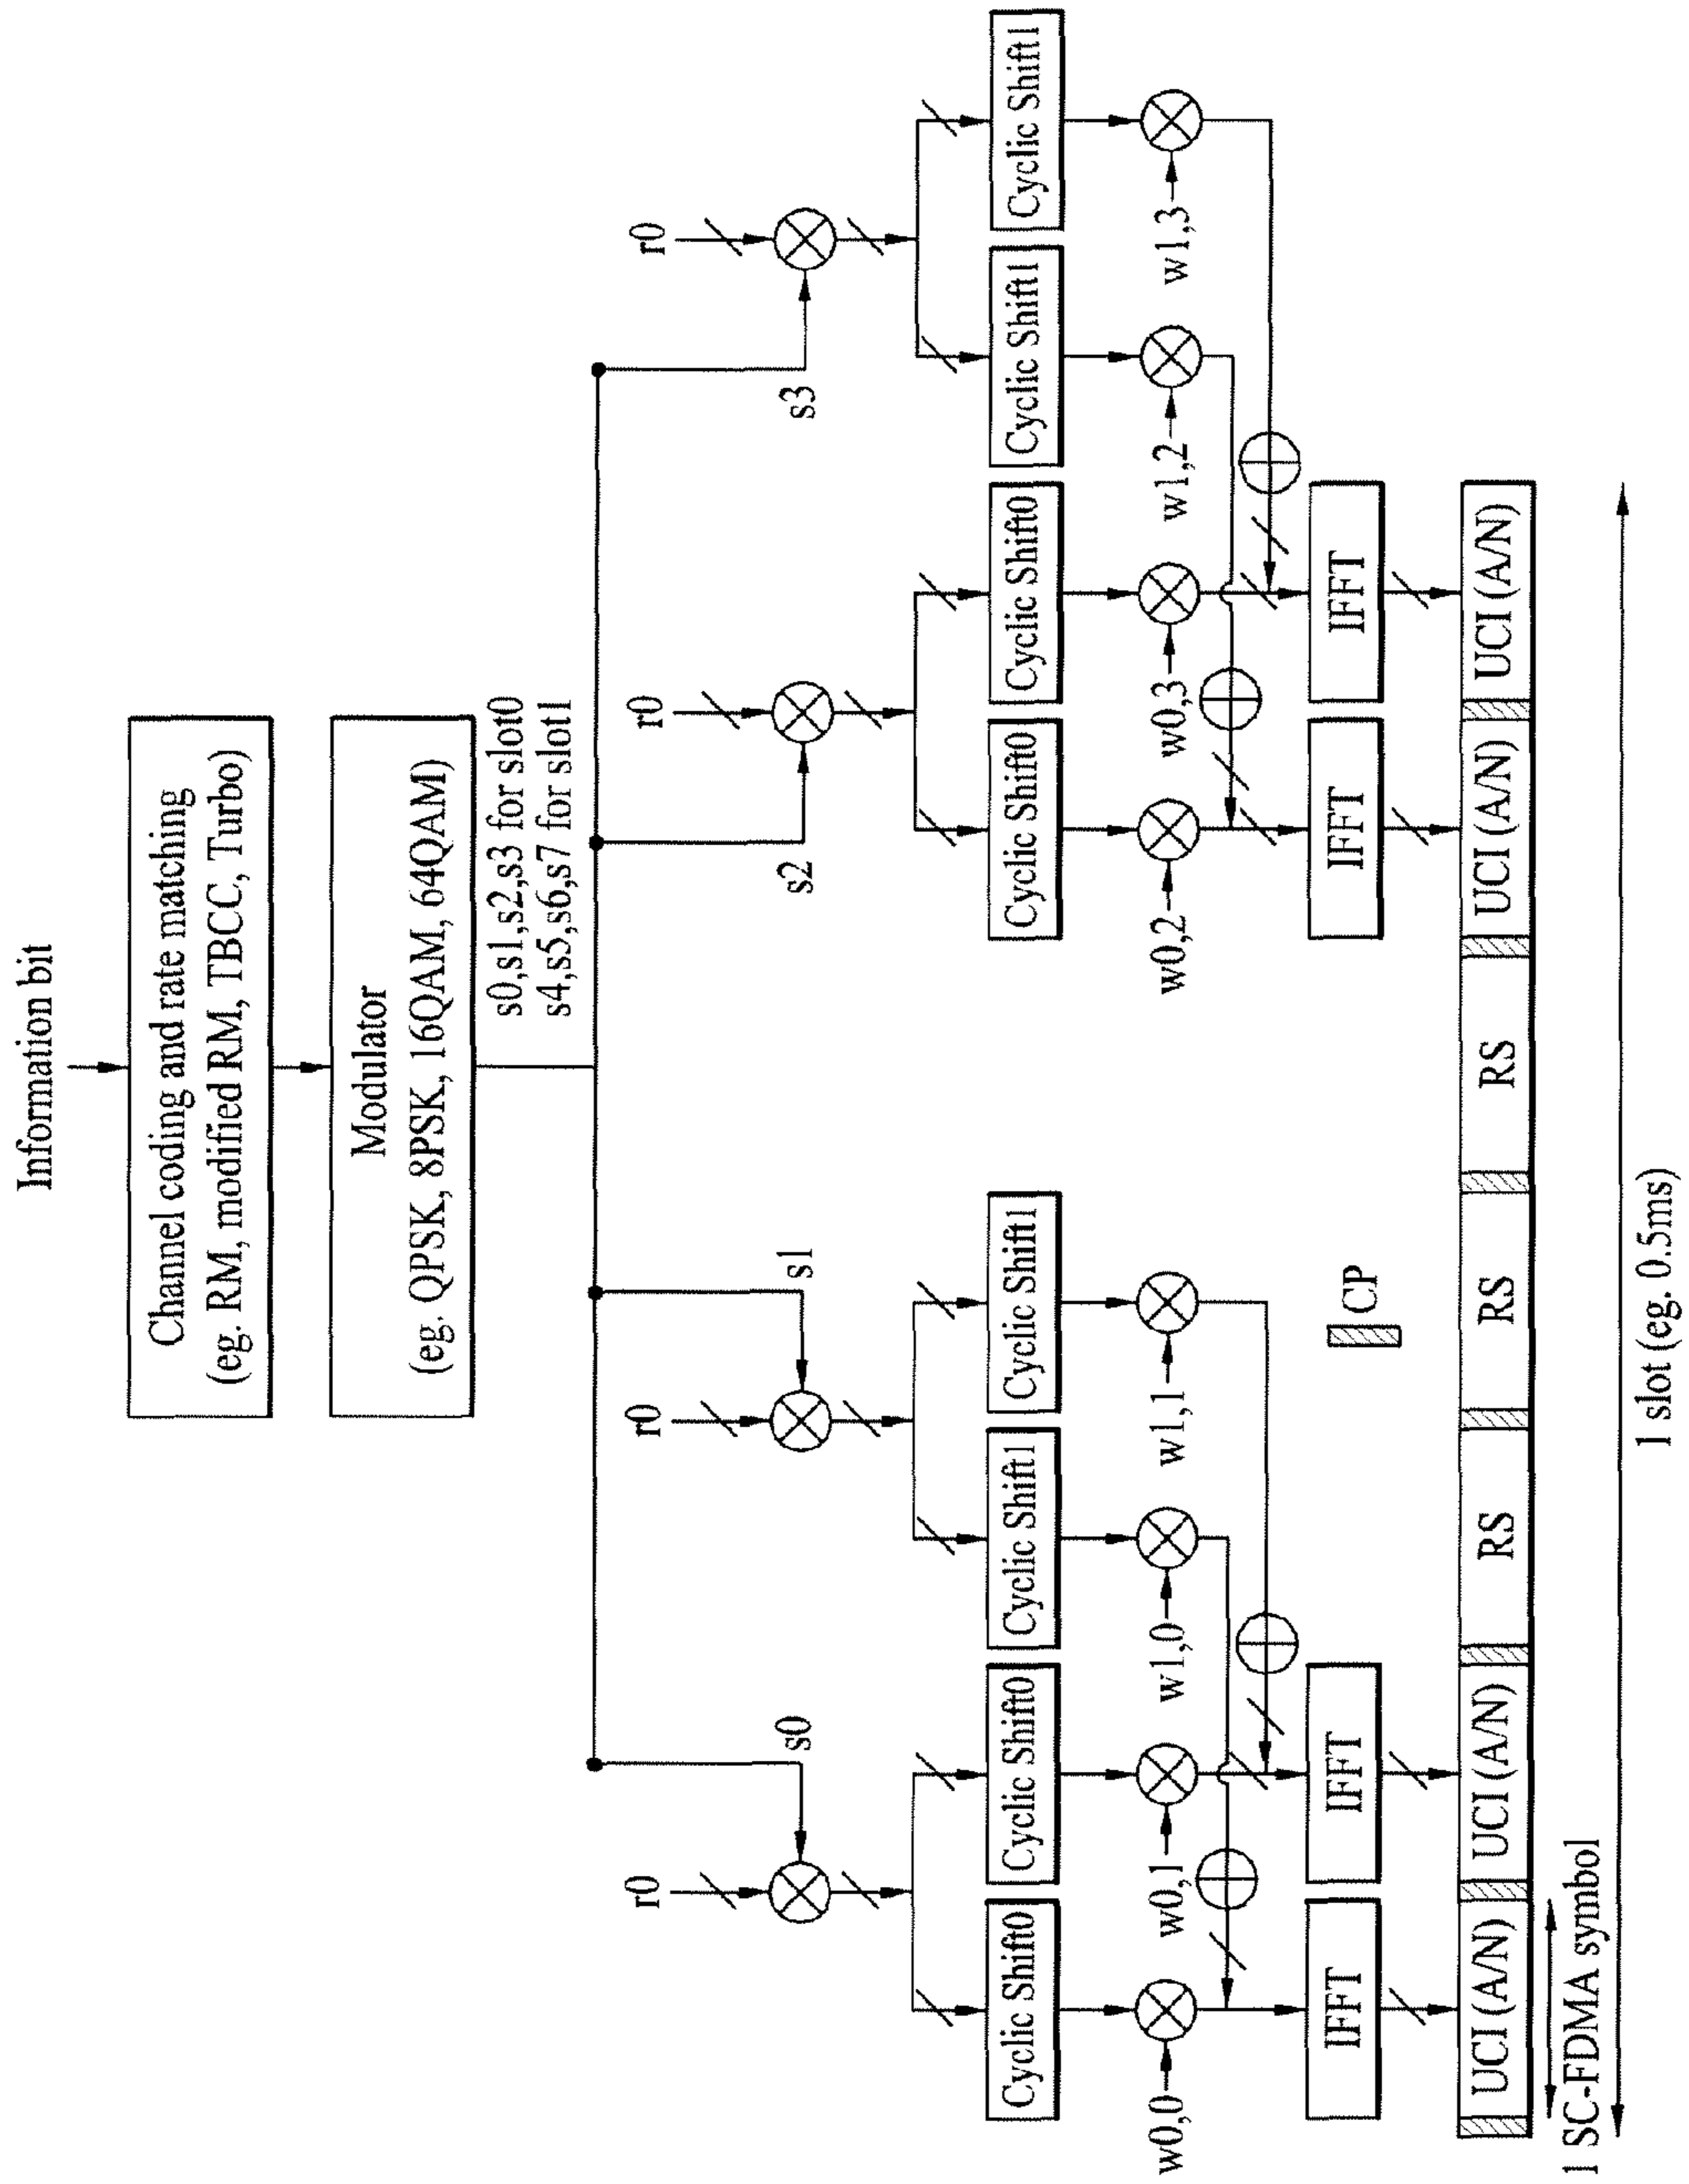 Information bit
Channel coding and rate matching
(eg. RM, modified RM, TBCC, Turbo)
Modulator
(eg. QPSK, 8PSK, 16QAM, 64QAM)
s0,s1,s2,s3 for slot0
s4,s5,s6,s7 for slot1
s0
s1
s2
s3
r0
r0
r0
r0
Cyclic Shift0
Cyclic Shift0
Cyclic Shift1
Cyclic Shift1
Cyclic Shift0
Cyclic Shift0
Cyclic Shift1
Cyclic Shift1
w0,0
w0,1
w1,0
w1,1
w0,2
w0,3
w1,2
w1,3
IFFT
IFFT
CP
IFFT
IFFT
UCI (A/N)
UCI (A/N)
RS
RS
RS
UCI (A/N)
UCI (A/N)
1 SC-FDMA symbol
1 slot (eg. 0.5ms)